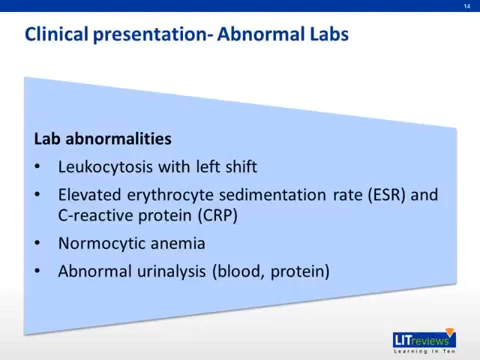 14
Clinical presentation- Abnormal Labs
Lab abnormalities
• Leukocytosis with left shift
• Elevated erythrocyte sedimentation rate (ESR) and
C-reactive protein (CRP)
• Normocytic anemia
• Abnormal urinalysis (blood, protein)
LITreviews
Learning In Ten